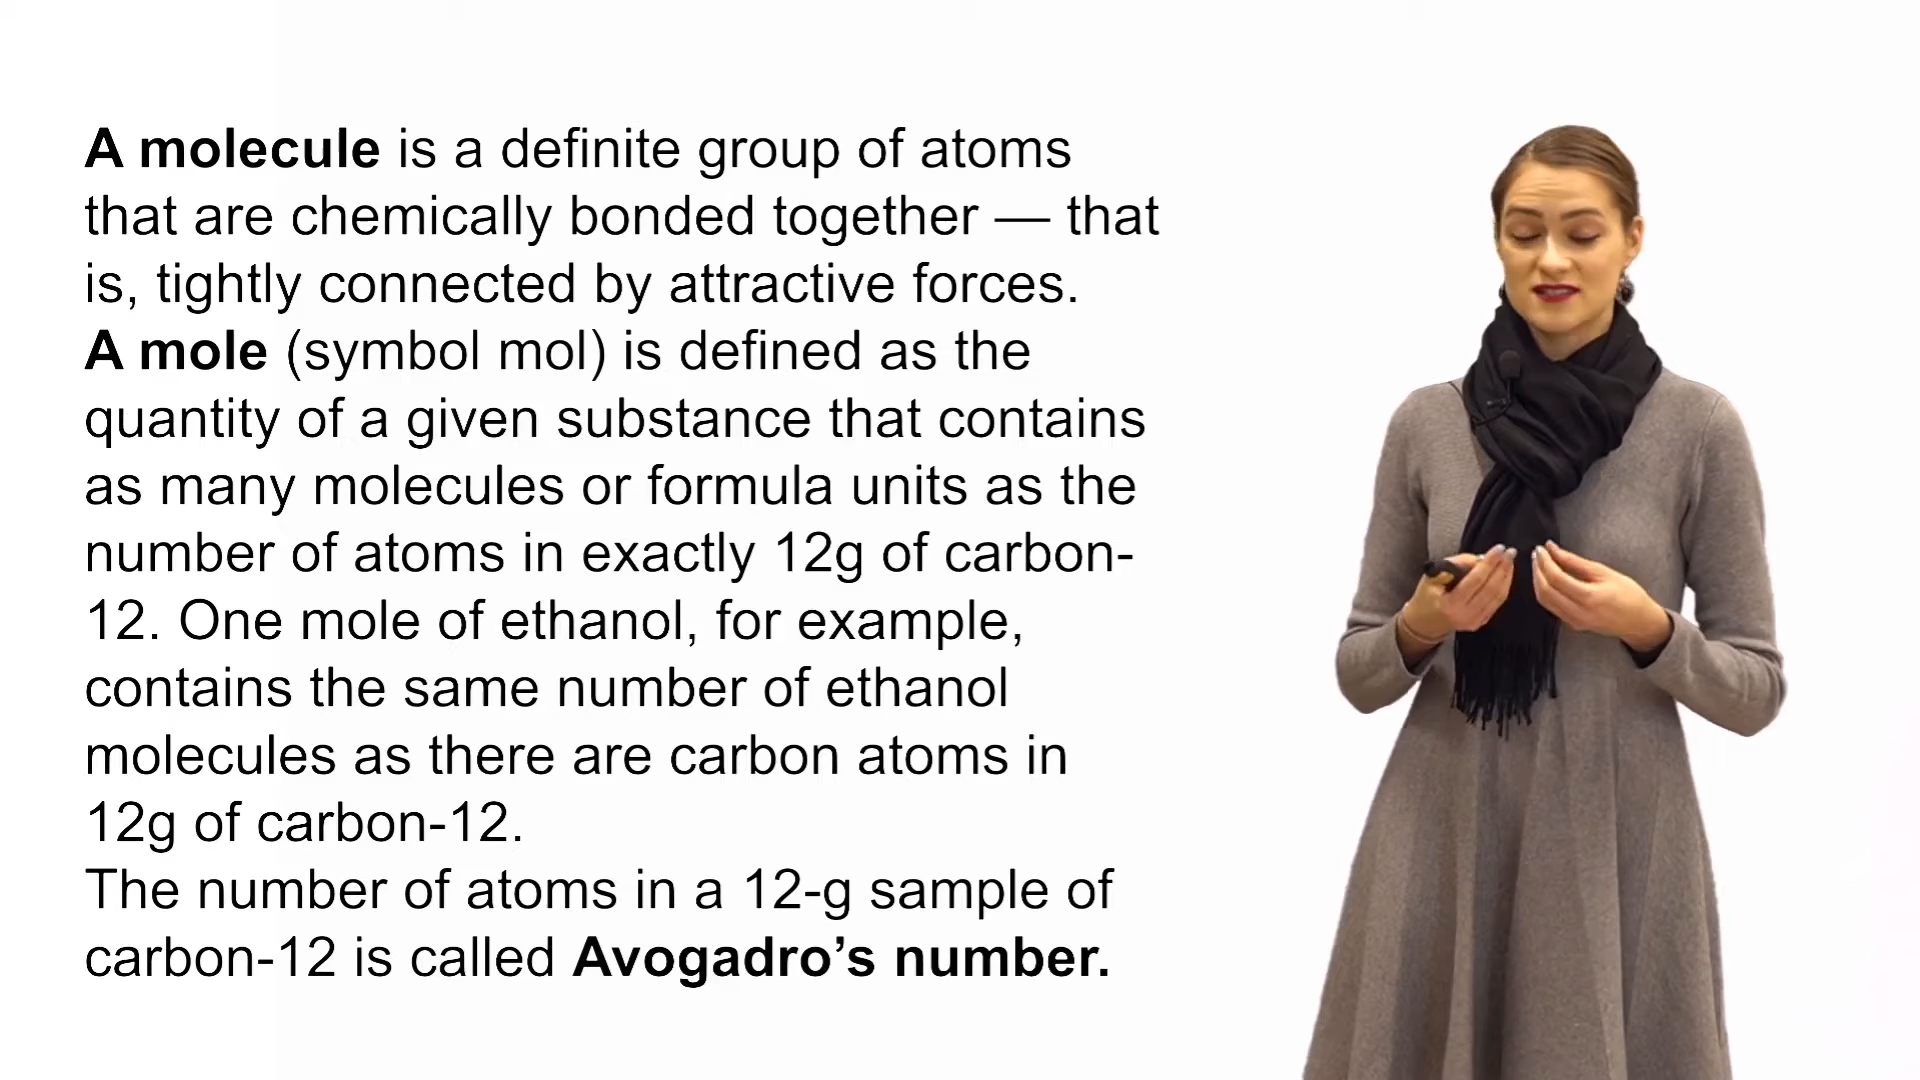 A molecule is a definite group of atoms
that are chemically bonded together — that
is, tightly connected by attractive forces.
A mole (symbol mol) is defined as the
quantity of a given substance that contains
as many molecules or formula units as the
number of atoms in exactly 12g of carbon-
12. One mole of ethanol, for example,
contains the same number of ethanol
molecules as there are carbon atoms in
12g of carbon-12.
The number of atoms in a 12-g sample of
carbon-12 is called Avogadro’s number.